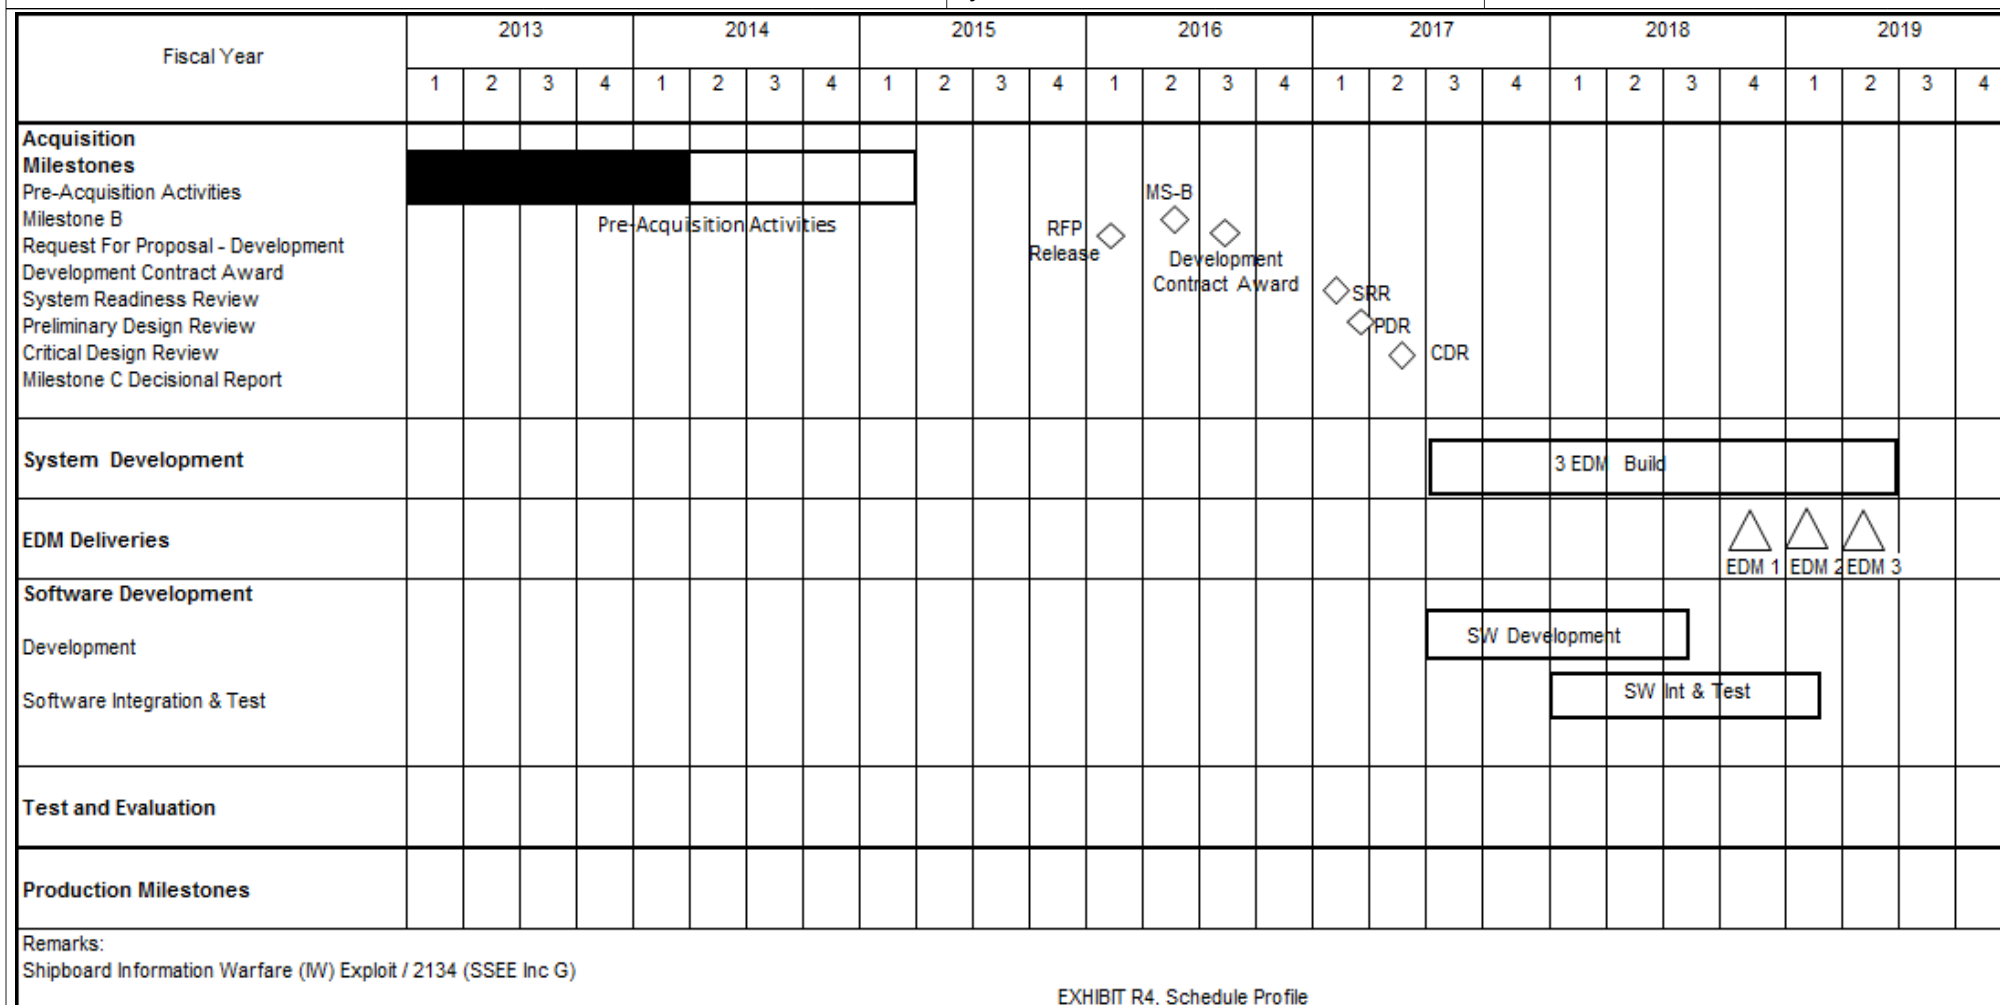 Fiscal Year
2013 2014 2015 2016 2017 2018 2019
1 2 3 4 1 2 3 4 1 2 3 4 1 2 3 4 1 2 3 4 1 2 3 4 1 2 3 4
Acquisition
Milestones
Pre-Acquisition Activities
Milestone B
Request For Proposal - Development
Development Contract Award
System Readiness Review
Preliminary Design Review
Critical Design Review
Milestone C Decisional Report
Pre-Acquisition Activities
RFP
Release
MS-B
Development
Contract Award
SRR
PDR
CDR
System Development
3 EDM Build
EDM Deliveries
EDM 1 EDM 2 EDM 3
Software Development
Development
SW Development
Software Integration & Test
SW Int & Test
Test and Evaluation
Production Milestones
Remarks:
Shipboard Information Warfare (IW) Exploit / 2134 (SSEE Inc G)
EXHIBIT R4, Schedule Profile